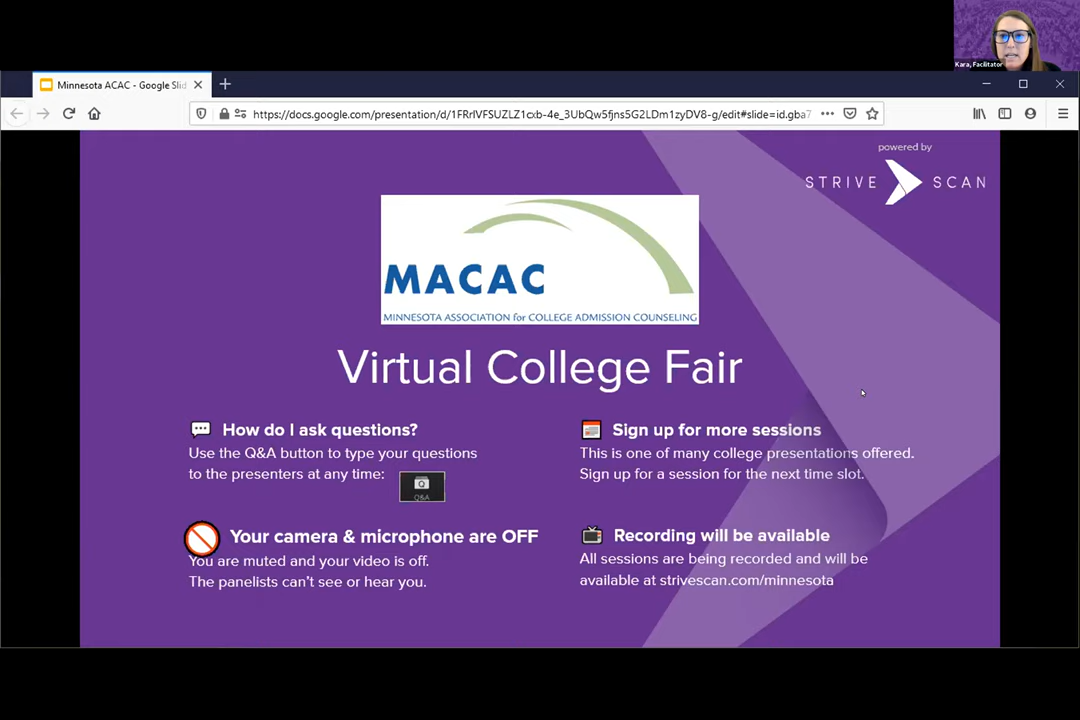 Kara, Facilitator
Minnesota ACAC - Google Slid
https://docs.google.com/presentation/d/1FRrIVFSUZLZ1cxb-4e_3UbQw5fjns5G2LDm1zyDV8-g/edit#slide=id.gba7
powered by
STRIVE SCAN
MACAC
MINNESOTA ASSOCIATION for COLLEGE ADMISSION COUNSELING
Virtual College Fair
How do I ask questions?
Use the Q&A button to type your questions
to the presenters at any time:
Q
Q&A
Your camera & microphone are OFF
You are muted and your video is off.
The panelists can't see or hear you.
Sign up for more sessions
This is one of many college presentations offered.
Sign up for a session for the next time slot.
Recording will be available
All sessions are being recorded and will be
available at strivescan.com/minnesota